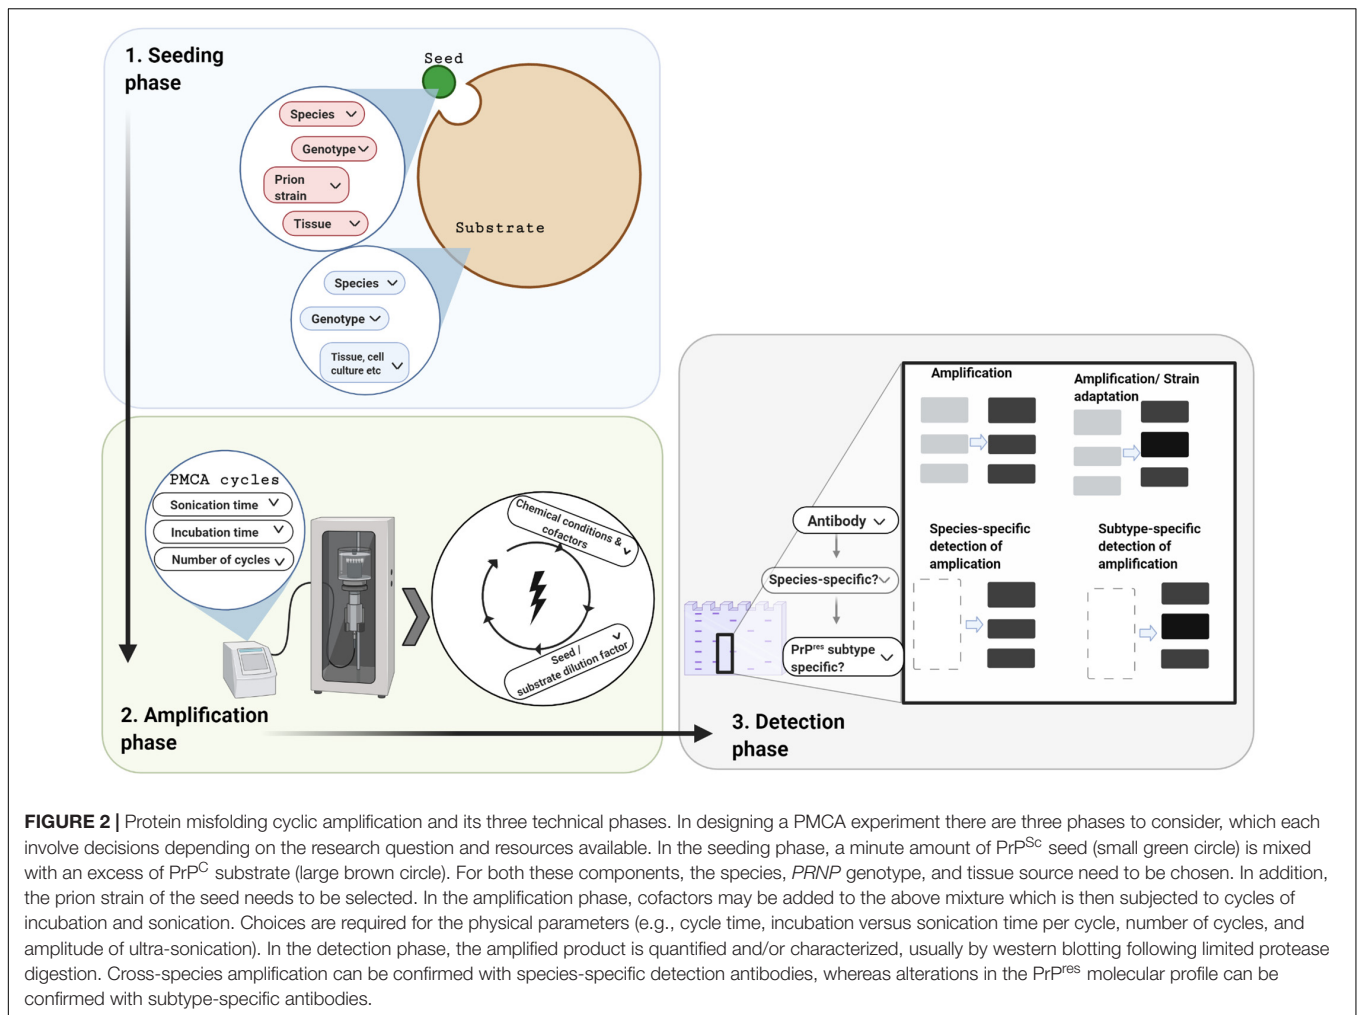 1. Seeding
phase
Seed
Species
Genotype
Prion
strain
Tissue
Substrate
Species
Genotype
Tissue, cell
culture etc
PMCA cycles
Sonication time
Incubation time
Number of cycles
Chemical conditions &
cofactors
Seed /
substrate dilution factor
2. Amplification
phase
3. Detection
phase
Antibody
Species-specific?
PrPres subtype
specific?
Amplification
Amplification/ Strain
adaptation
Species-specific
detection of
amplication
Subtype-specific
detection of
amplification
FIGURE 2 | Protein misfolding cyclic amplification and its three technical phases. In designing a PMCA experiment there are three phases to consider, which each
involve decisions depending on the research question and resources available. In the seeding phase, a minute amount of PrPSc seed (small green circle) is mixed
with an excess of PrPC substrate (large brown circle). For both these components, the species, PRNP genotype, and tissue source need to be chosen. In addition,
the prion strain of the seed needs to be selected. In the amplification phase, cofactors may be added to the above mixture which is then subjected to cycles of
incubation and sonication. Choices are required for the physical parameters (e.g., cycle time, incubation versus sonication time per cycle, number of cycles, and
amplitude of ultra-sonication). In the detection phase, the amplified product is quantified and/or characterized, usually by western blotting following limited protease
digestion. Cross-species amplification can be confirmed with species-specific detection antibodies, whereas alterations in the PrPres molecular profile can be
confirmed with subtype-specific antibodies.